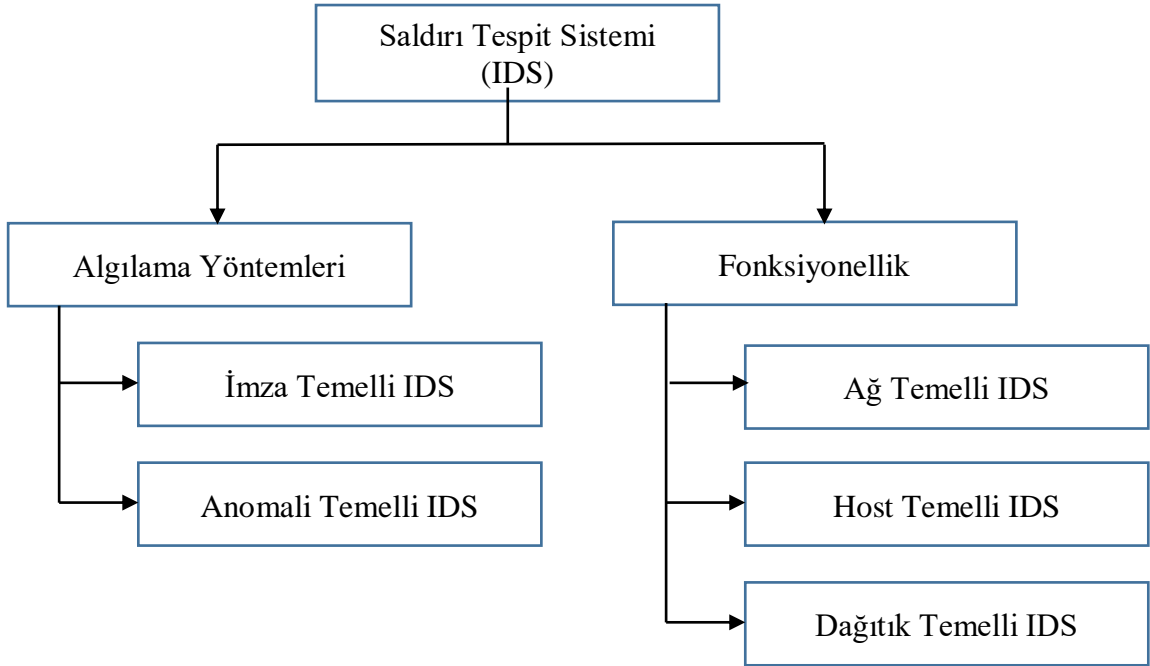 Saldırı Tespit Sistemi
(IDS)
Algılama Yöntemleri
Fonksiyonellik
İmza Temelli IDS
Ağ Temelli IDS
Anomali Temelli IDS
Host Temelli IDS
Dağıtık Temelli IDS